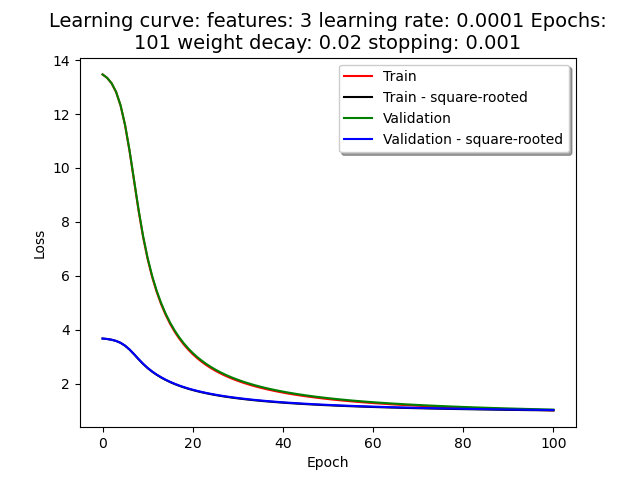 Learning curve: features: 3 learning rate: 0.0001 Epochs:
101 weight decay: 0.02 stopping: 0.001
Train
Train - square-rooted
Validation
Validation - square-rooted
14
12
10
8
6
4
2
Loss
0 20 40 60 80 100
Epoch